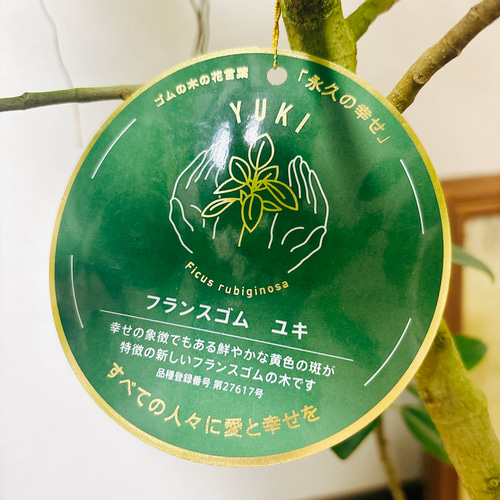 ゴムの木の花言葉 「永久の幸せ」
YUKI
Ficus rubiginosa
フランスゴム ユキ
幸せの象徴でもある鮮やかな黄色の斑が
特徴の新しいフランスゴムの木です
品種登録番号 第27617号
すべての人々に愛と幸せを